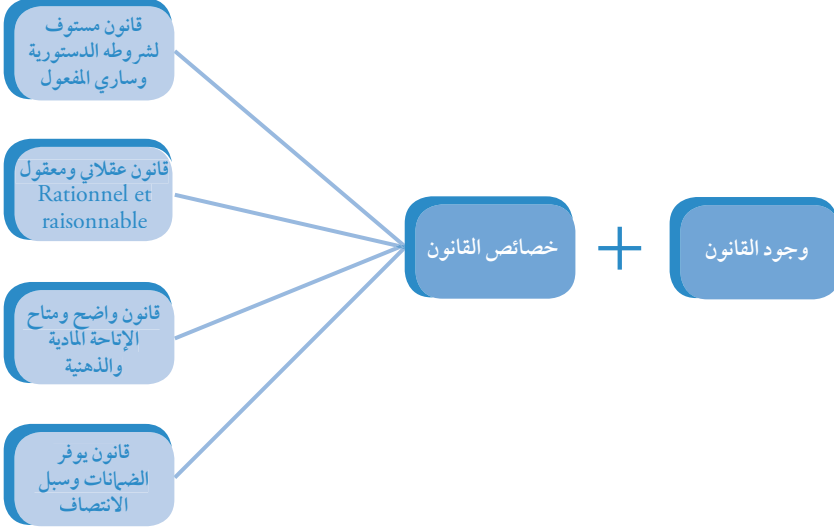 وجود القانون
+
خصائص القانون
قانون مستوف
لشروطه الدستورية
وساري المفعول
قانون عقلاني ومعقول
Rationnel et
raisonnable
قانون واضح ومتاح
الإتاحة المادية
والذهنية
قانون يوفر
الضمانات وسبل
الانتصاف